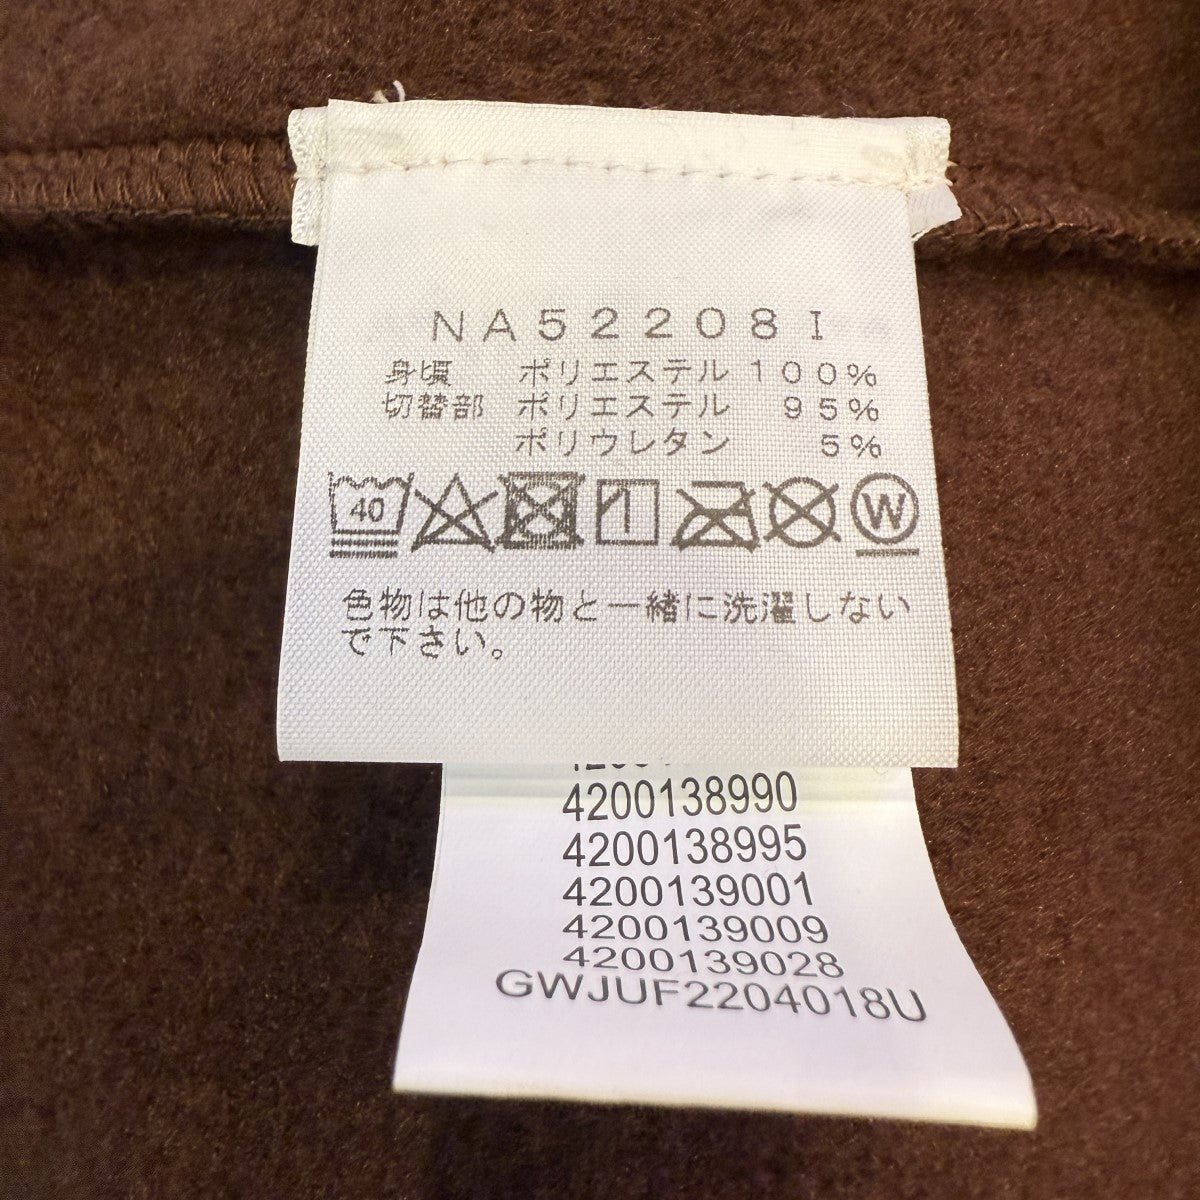 NA52208I
身頃 ポリエステル 100%
切替部 ポリエステル 95%
ポリウレタン 5%
40
W
色物は他の物と一緒に洗濯しない
で下さい。
4200138990
4200138995
4200139001
4200139009
4200139028
GWJUF2204018U